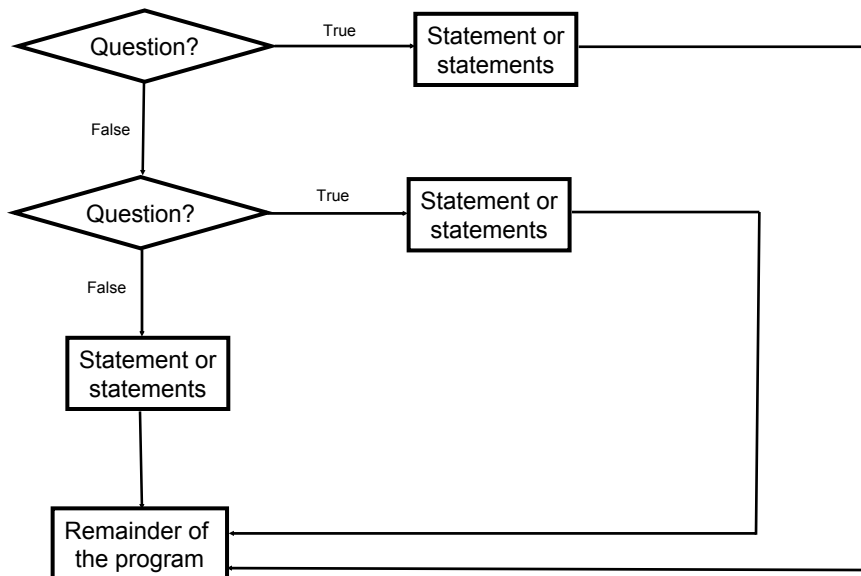 Question?
True
Statement or
statements
False
Question?
True
Statement or
statements
False
Statement or
statements
Remainder of
the program